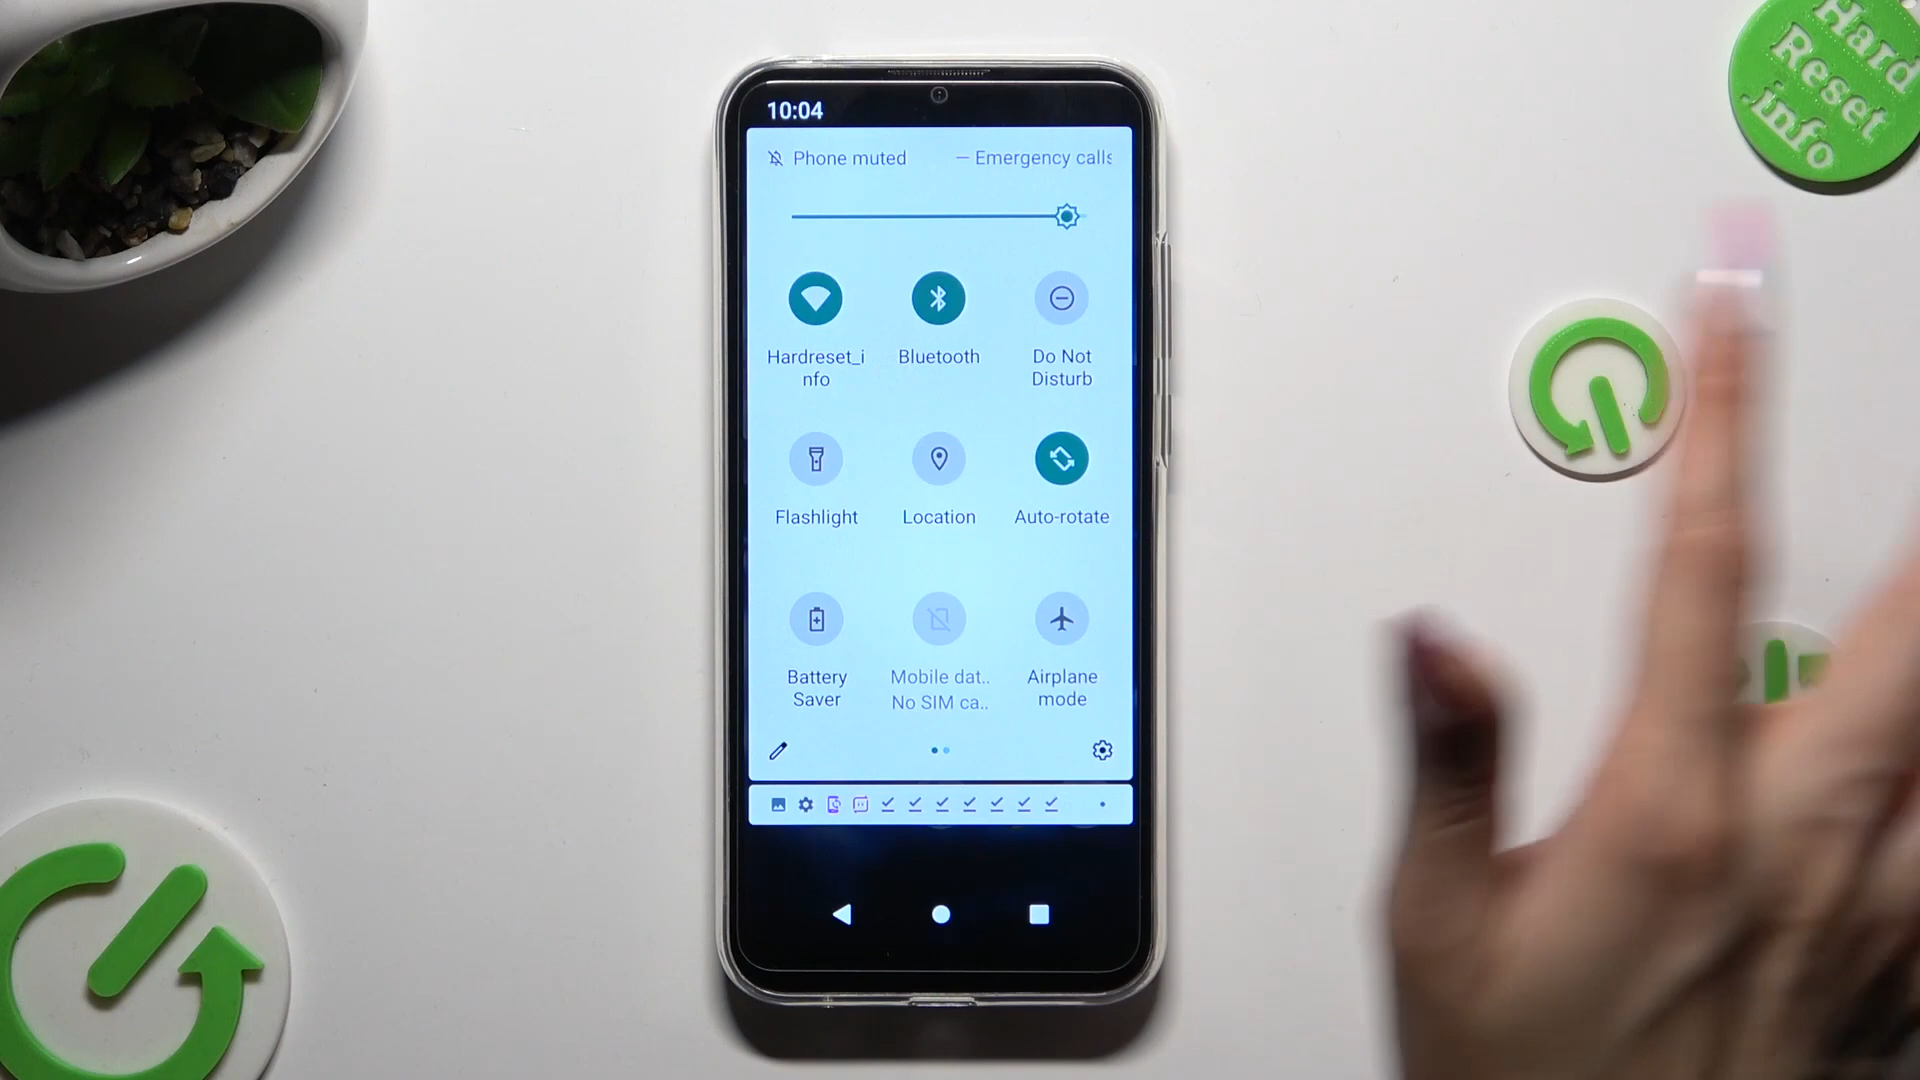 Hard
Reset
.info
10:04
Phone muted
— Emergency calls
Hardreset_i
nfo
Bluetooth
Do Not
Disturb
Flashlight
Location
Auto-rotate
Battery
Saver
Mobile dat..
No SIM ca..
Airplane
mode